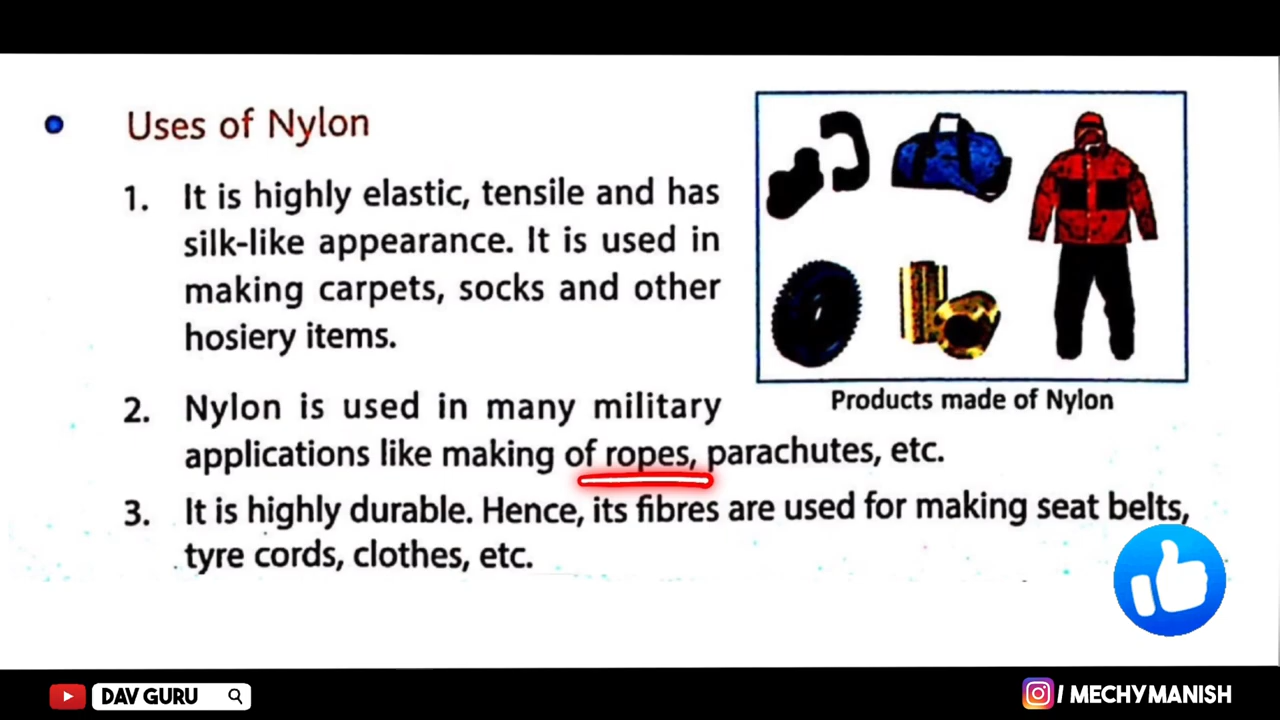 Uses of Nylon
1. It is highly elastic, tensile and has
silk-like appearance. It is used in
making carpets, socks and other
hosiery items.
Products made of Nylon
2. Nylon is used in many military
applications like making of ropes, parachutes, etc.
3. It is highly durable. Hence, its fibres are used for making seat belts,
tyre cords, clothes, etc.
DAV GURU
/ MECHYMANISH